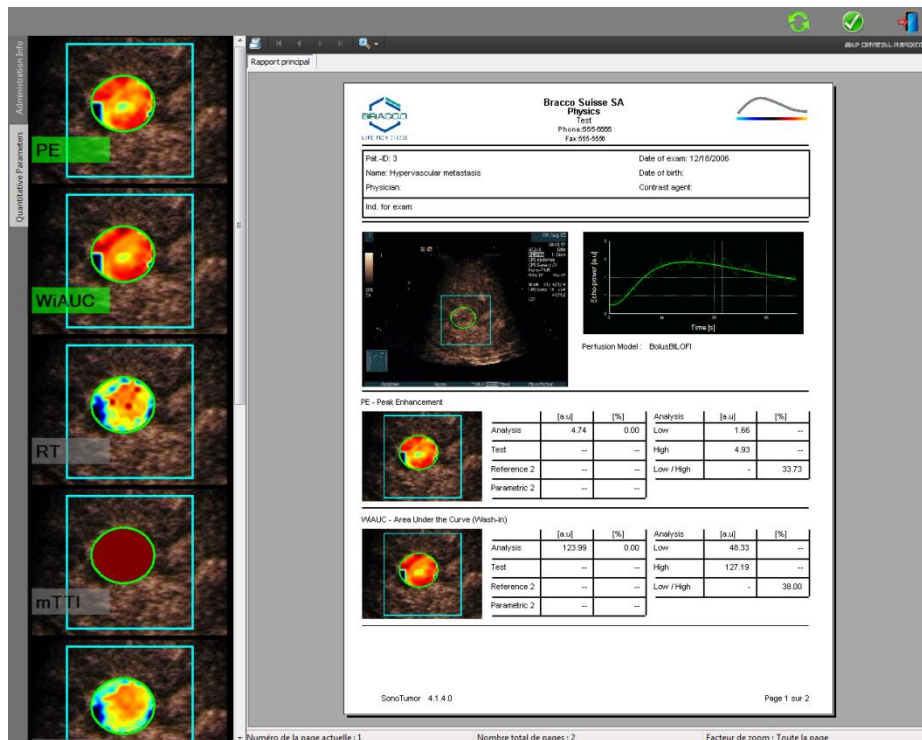 Administration Info
Quantitative Parameters
PE
WiAUC
RT
mTTI
Rapport principal
BRACCO
LIFE FROM INSIDE
Bracco Suisse SA
Physics
Test
Phone:555-5555
Fax:555-5556
Pat.-ID: 3
Date of exam: 12/18/2006
Name: Hypervascular metastasis
Date of birth:
Physician:
Contrast agent:
Ind. for exam:
Echo-power [a.u]
Time [s]
Perfusion Model : BolusBILOFI
PE - Peak Enhancement
[a.u] [%] Analysis [a.u] [%]
Analysis 4.74 0.00 Low 1.66 --
Test -- -- High 4.93 --
Reference 2 -- -- Low / High - 33.73
Parametric 2 -- --
WiAUC - Area Under the Curve (Wash-in)
[a.u] [%] Analysis [a.u] [%]
Analysis 123.99 0.00 Low 48.33 --
Test -- -- High 127.19 --
Reference 2 -- -- Low / High - 38.00
Parametric 2 -- --
SonoTumor 4.1.4.0
Page 1 sur 2
Numéro de la page actuelle : 1
Nombre total de pages : 2
Facteur de zoom : Toute la page